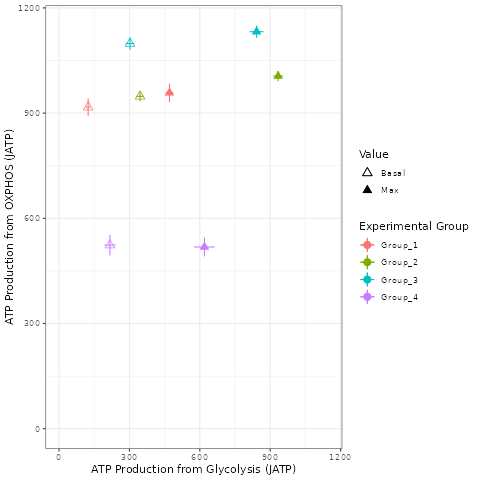 1200
900
600
300
0
ATP Production from OXPHOS (JATP)
0 300 600 900 1200
ATP Production from Glycolysis (JATP)
Value
Basal
Max
Experimental Group
Group_1
Group_2
Group_3
Group_4